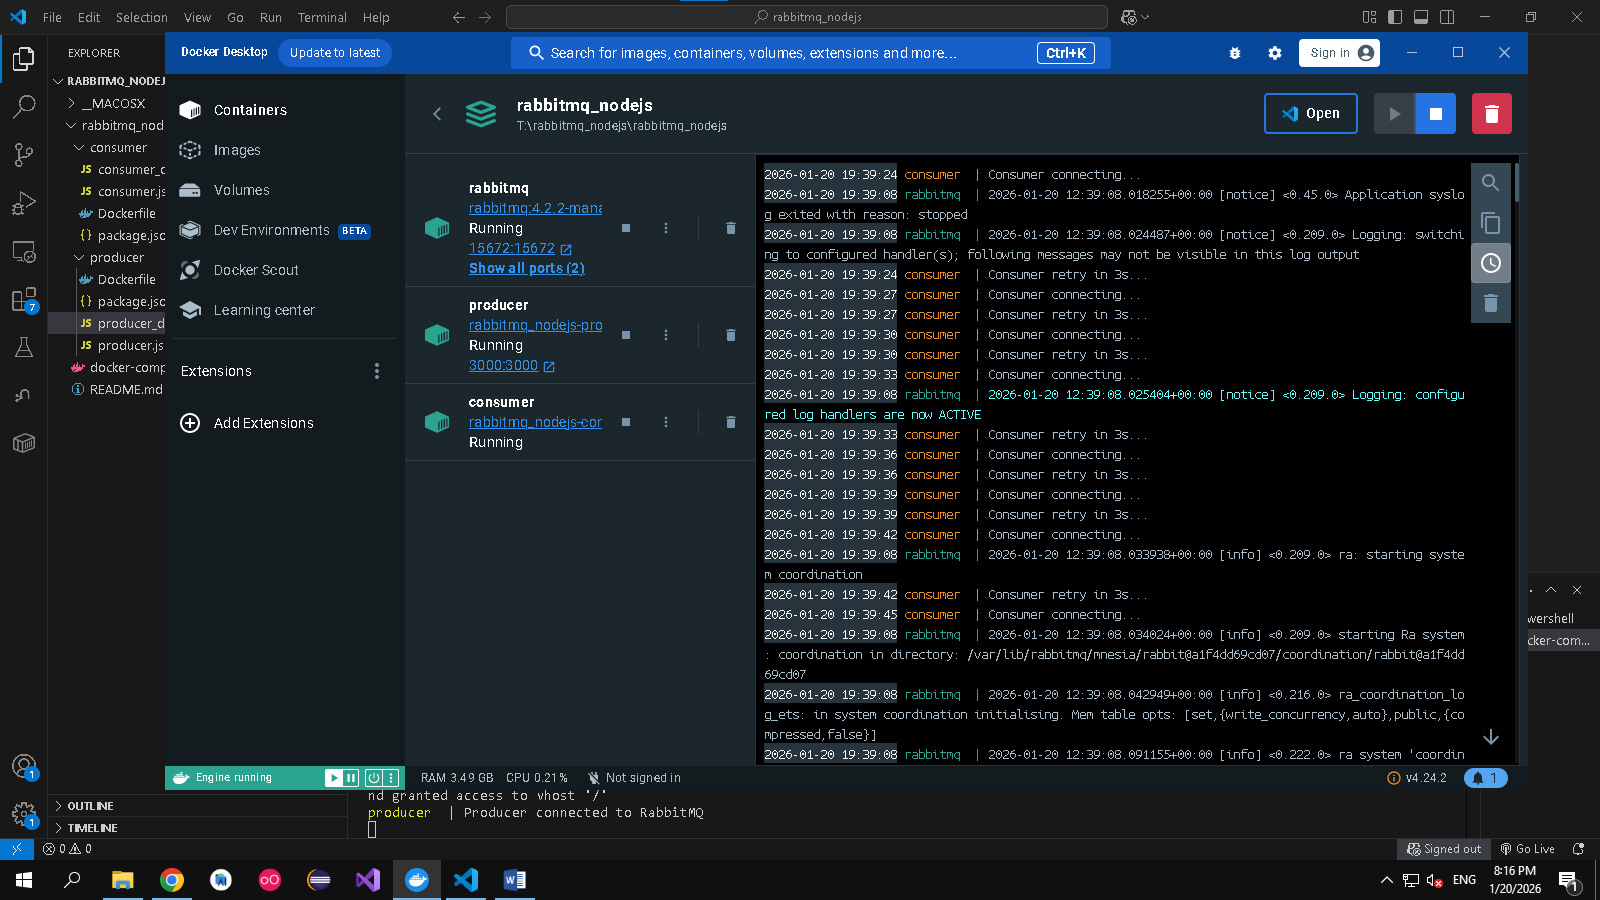 File Edit Selection View Go Run Terminal Help
rabbitmq_nodejs
EXPLORER
RABBITMQ_NODEJ
__MACOSX
rabbitmq_nod
consumer
JS consumer_c
JS consumer.js
Dockerfile
{} package.jso
producer
Dockerfile
{} package.jso
JS producer_d
JS producer.js
docker-comp
README.md
OUTLINE
TIMELINE
7
1
1
Docker Desktop
Update to latest
Search for images, containers, volumes, extensions and more...
Ctrl+K
Sign in
Containers
Images
Volumes
Dev Environments BETA
Docker Scout
Learning center
Extensions
Add Extensions
rabbitmq_nodejs
T:\rabbitmq_nodejs\rabbitmq_nodejs
Open
rabbitmq
rabbitmq:4.2.2-mana
Running
15672:15672
Show all ports (2)
producer
rabbitmq_nodejs-pro
Running
3000:3000
consumer
rabbitmq_nodejs-cor
Running
2026-01-20 19:39:24 consumer | Consumer connecting...
2026-01-20 19:39:08 rabbitmq | 2026-01-20 12:39:08.018255+00:00 [notice] <0.45.0> Application syslo
g exited with reason: stopped
2026-01-20 19:39:08 rabbitmq | 2026-01-20 12:39:08.024487+00:00 [notice] <0.209.0> Logging: switchi
ng to configured handler(s); following messages may not be visible in this log output
2026-01-20 19:39:24 consumer | Consumer retry in 3s...
2026-01-20 19:39:27 consumer | Consumer connecting...
2026-01-20 19:39:27 consumer | Consumer retry in 3s...
2026-01-20 19:39:30 consumer | Consumer connecting...
2026-01-20 19:39:30 consumer | Consumer retry in 3s...
2026-01-20 19:39:33 consumer | Consumer connecting...
2026-01-20 19:39:08 rabbitmq | 2026-01-20 12:39:08.025404+00:00 [notice] <0.209.0> Logging: configu
red log handlers are now ACTIVE
2026-01-20 19:39:33 consumer | Consumer retry in 3s...
2026-01-20 19:39:36 consumer | Consumer connecting...
2026-01-20 19:39:36 consumer | Consumer retry in 3s...
2026-01-20 19:39:39 consumer | Consumer connecting...
2026-01-20 19:39:39 consumer | Consumer retry in 3s...
2026-01-20 19:39:42 consumer | Consumer connecting...
2026-01-20 19:39:08 rabbitmq | 2026-01-20 12:39:08.033938+00:00 [info] <0.209.0> ra: starting syste
m coordination
2026-01-20 19:39:42 consumer | Consumer retry in 3s...
2026-01-20 19:39:45 consumer | Consumer connecting...
2026-01-20 19:39:08 rabbitmq | 2026-01-20 12:39:08.034024+00:00 [info] <0.209.0> starting Ra system
: coordination in directory: /var/lib/rabbitmq/mnesia/rabbit@a1f4dd69cd07/coordination/rabbit@a1f4dd
69cd07
2026-01-20 19:39:08 rabbitmq | 2026-01-20 12:39:08.042949+00:00 [info] <0.216.0> ra_coordination_lo
g_ets: in system coordination initialising. Mem table opts: [set,{write_concurrency,auto},public,{co
mpressed,false}]
2026-01-20 19:39:08 rabbitmq | 2026-01-20 12:39:08.091155+00:00 [info] <0.222.0> ra system 'coordin
Engine running
RAM 3.49 GB CPU 0.21% Not signed in
v4.24.2
1
wershell
cker-com...
nd granted access to vhost '/'
producer | Producer connected to RabbitMQ
0 0
Signed out
Go Live
ENG
8:16 PM
1/20/2026
1